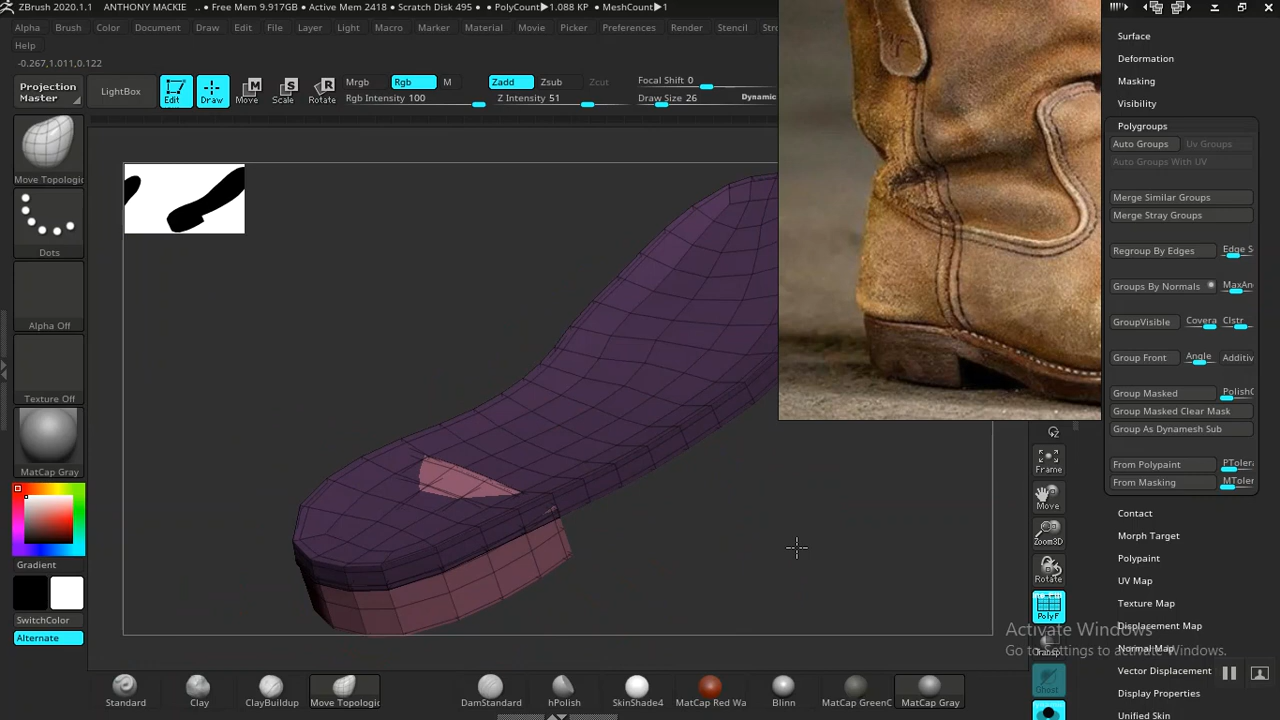 ZBrush 2020.1.1 ANTHONY MACKIE .. • Free Mem 9.917GB • Active Mem 2418 • Scratch Disk 495 • PolyCount▶1.088 KP • MeshCount▶1
Alpha Brush Color Document Draw Edit File Layer Light Macro Marker Material Movie Picker Preferences Render Stencil Stro
Help
-0.267,1.011,0.122
Projection Master
LightBox
Edit
Draw
Move
Scale
Rotate
Mrgb Rgb M
Rgb Intensity 100
Zadd Zsub Zcut
Z Intensity 51
Focal Shift 0
Draw Size 26
Dynamic
Move Topologic
Dots
Alpha Off
Texture Off
MatCap Gray
Gradient
SwitchColor
Alternate
Surface
Deformation
Masking
Visibility
Polygroups
Auto Groups Uv Groups
Auto Groups With UV
Merge Similar Groups
Merge Stray Groups
Regroup By Edges Edge S
Groups By Normals MaxAn
GroupVisible Covera Clstr
Group Front Angle Additiv
Group Masked PolishG
Group Masked Clear Mask
Group As Dynamesh Sub
From Polypaint PToler
From Masking MToler
Contact
Morph Target
Polypaint
UV Map
Texture Map
Displacement Map
Normal Map
Vector Displacement
Display Properties
Unified Skin
Frame
Move
Zoom3D
Rotate
PolyF
Transp
Ghost
Activate Windows
Go to Settings to activate Windows.
Standard Clay ClayBuildup Move Topologic DamStandard hPolish SkinShade4 MatCap Red Wa Blinn MatCap GreenC MatCap Gray